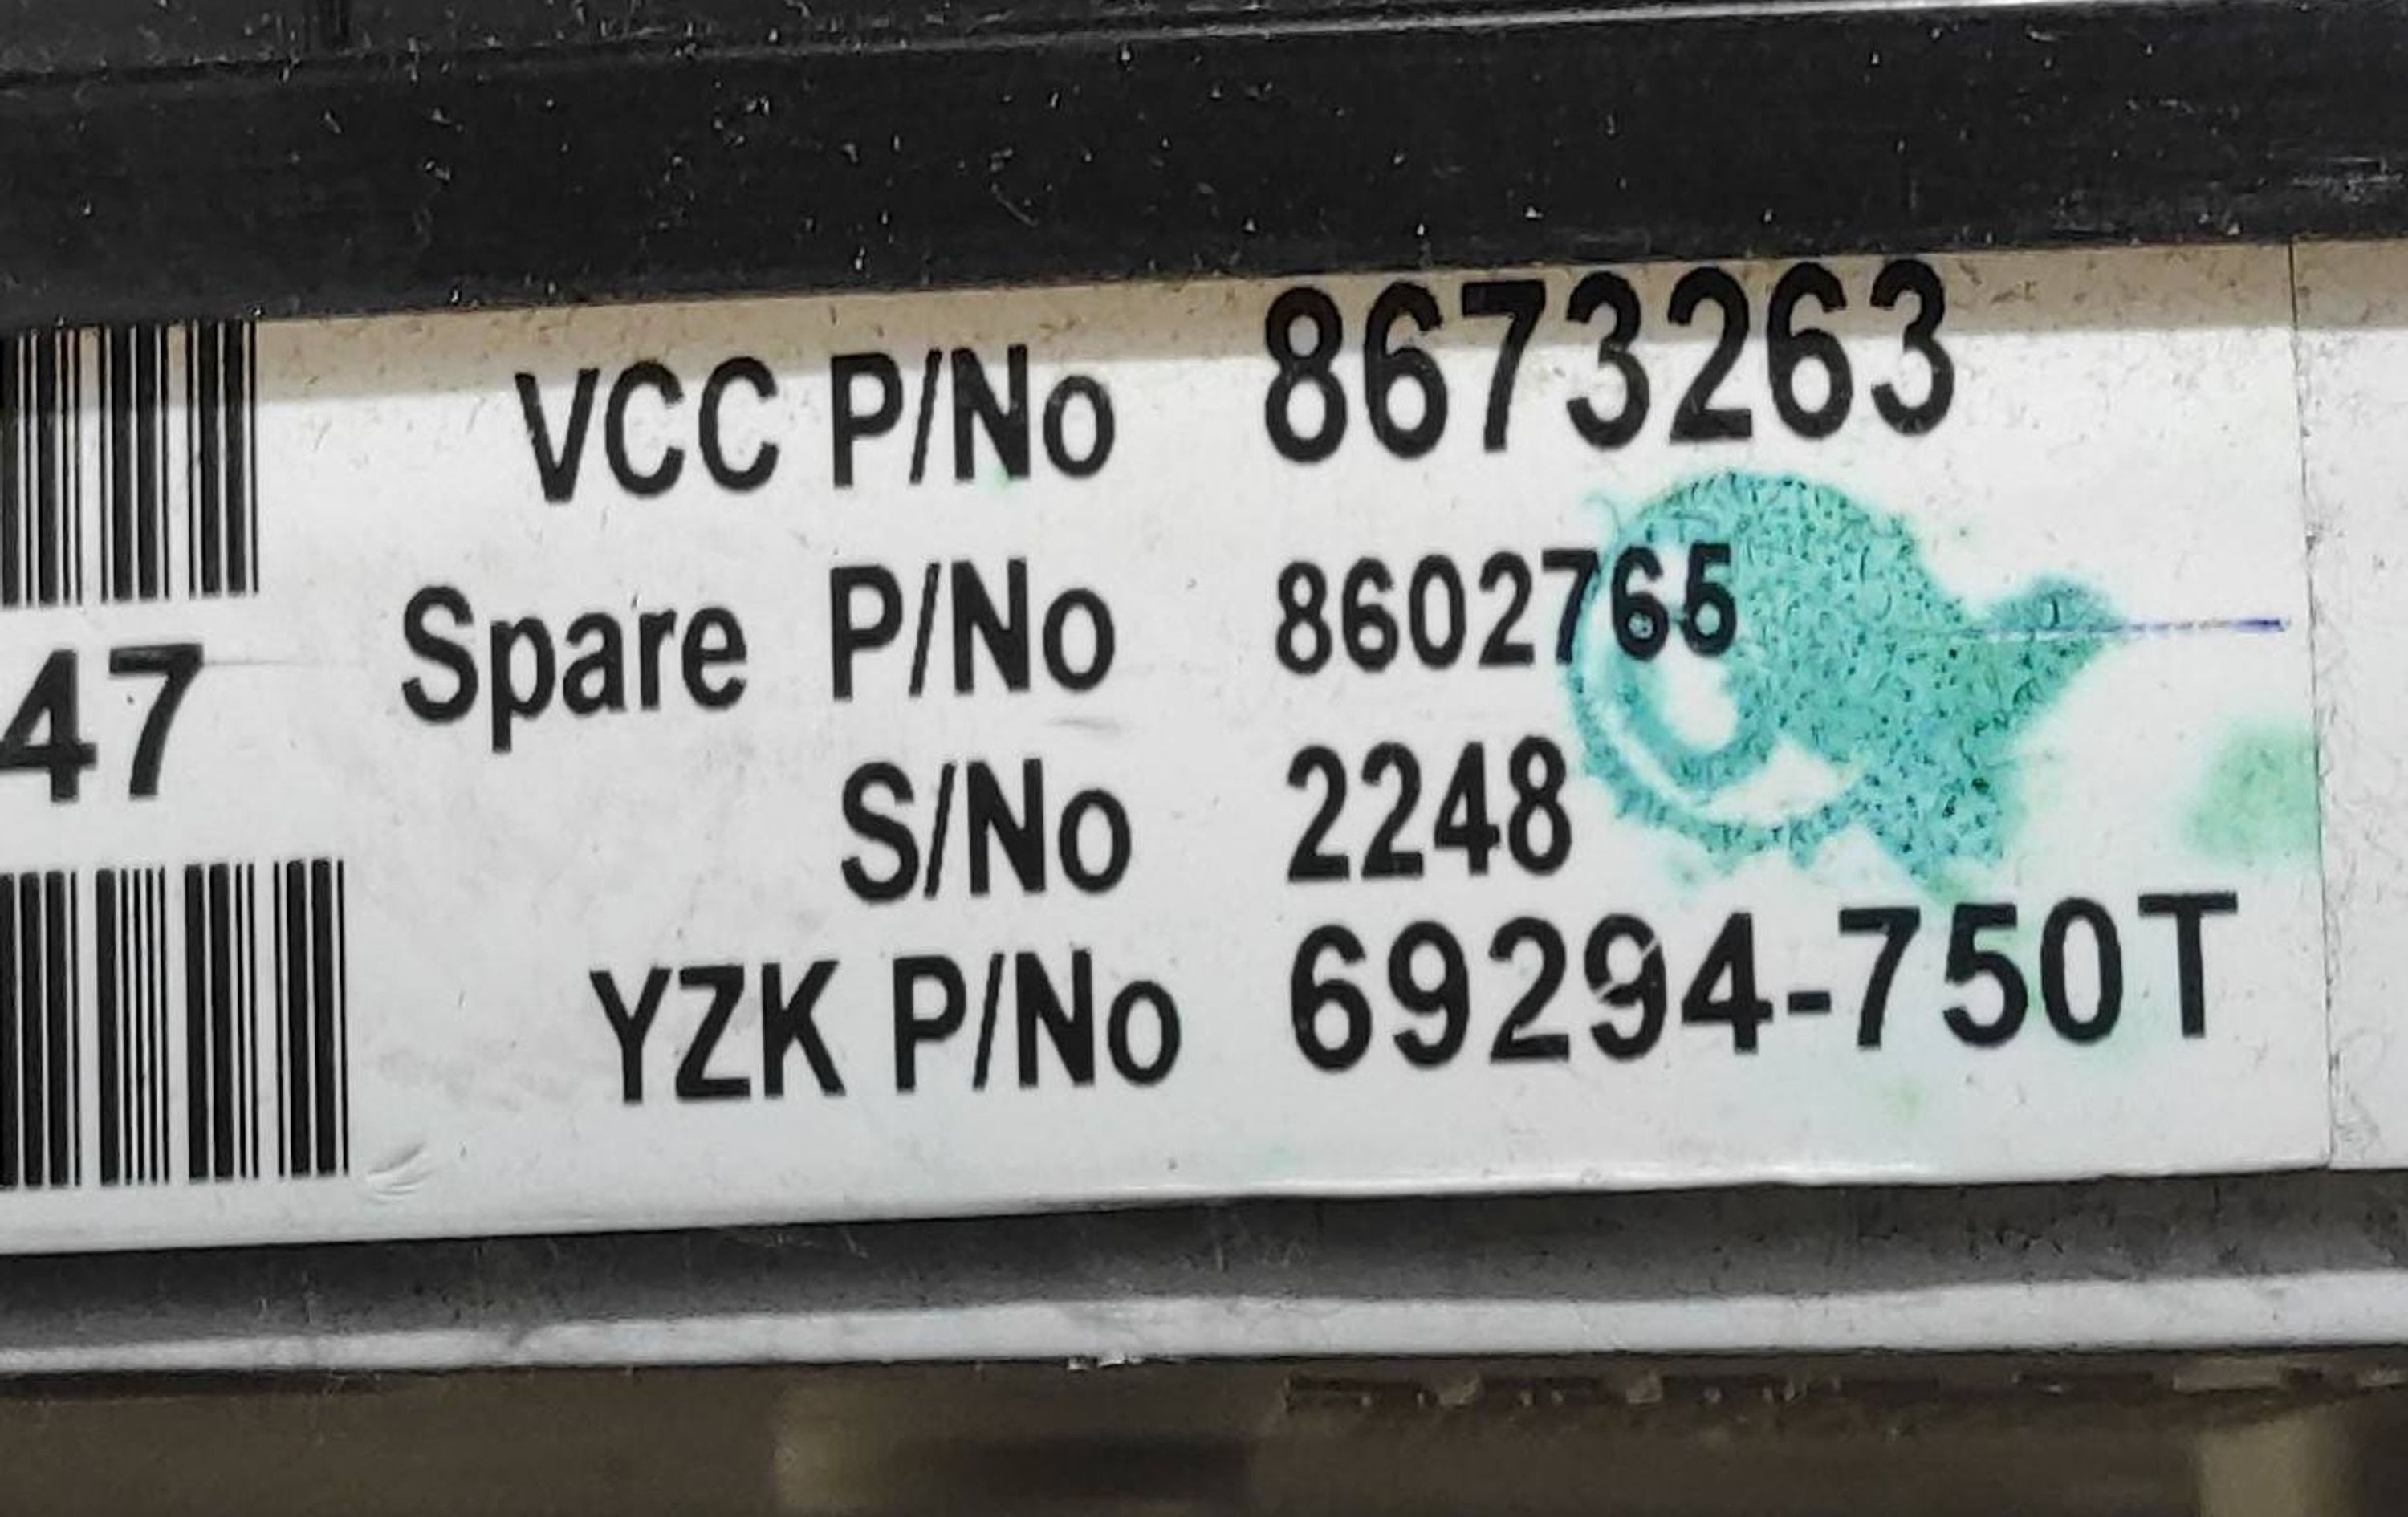 VCC P/No 8673263
47
Spare P/No 8602765
S/No 2248
YZK P/No 69294-750T